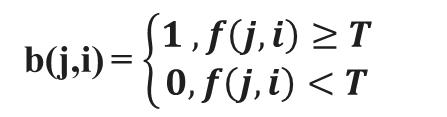 b(j,i) = { 1 , f(j,i) ≥ T
0, f(j,i) < T